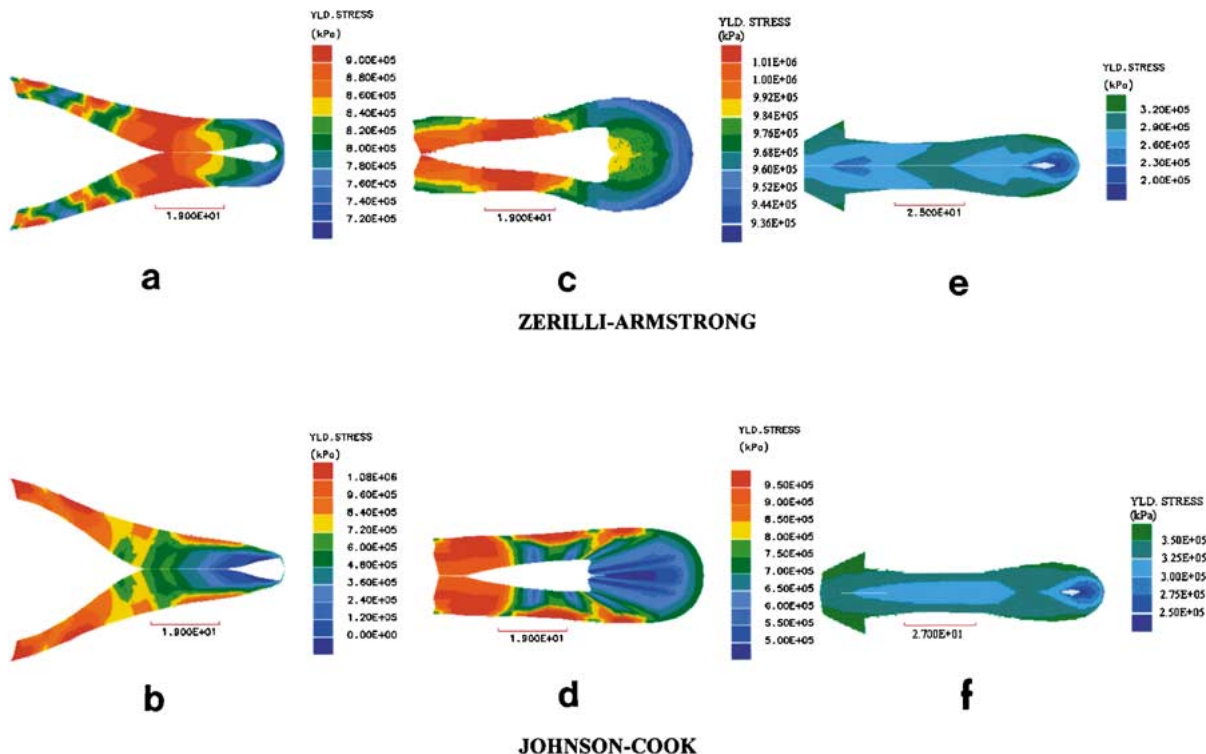 YLD.STRESS
(kPa)
9.00E+05
8.80E+05
8.60E+05
8.40E+05
8.20E+05
8.00E+05
7.80E+05
7.60E+05
7.40E+05
7.20E+05
1.900E+01
a
YLD. STRESS
(kPa)
1.01E+06
1.00E+06
9.92E+05
9.84E+05
9.76E+05
9.68E+05
9.60E+05
9.52E+05
9.44E+05
9.36E+05
1.900E+01
c
YLD. STRESS
(kPa)
3.20E+05
2.90E+05
2.60E+05
2.30E+05
2.00E+05
2.500E+01
e
ZERILLI-ARMSTRONG
YLD.STRESS
(kPa)
1.08E+06
9.60E+05
8.40E+05
7.20E+05
6.00E+05
4.80E+05
3.60E+05
2.40E+05
1.20E+05
0.00E+00
1.900E+01
b
YLD.STRESS
(kPa)
9.50E+05
9.00E+05
8.50E+05
8.00E+05
7.50E+05
7.00E+05
6.50E+05
6.00E+05
5.50E+05
5.00E+05
1.900E+01
d
YLD. STRESS
(kPa)
3.50E+05
3.25E+05
3.00E+05
2.75E+05
2.50E+05
2.700E+01
f
JOHNSON-COOK